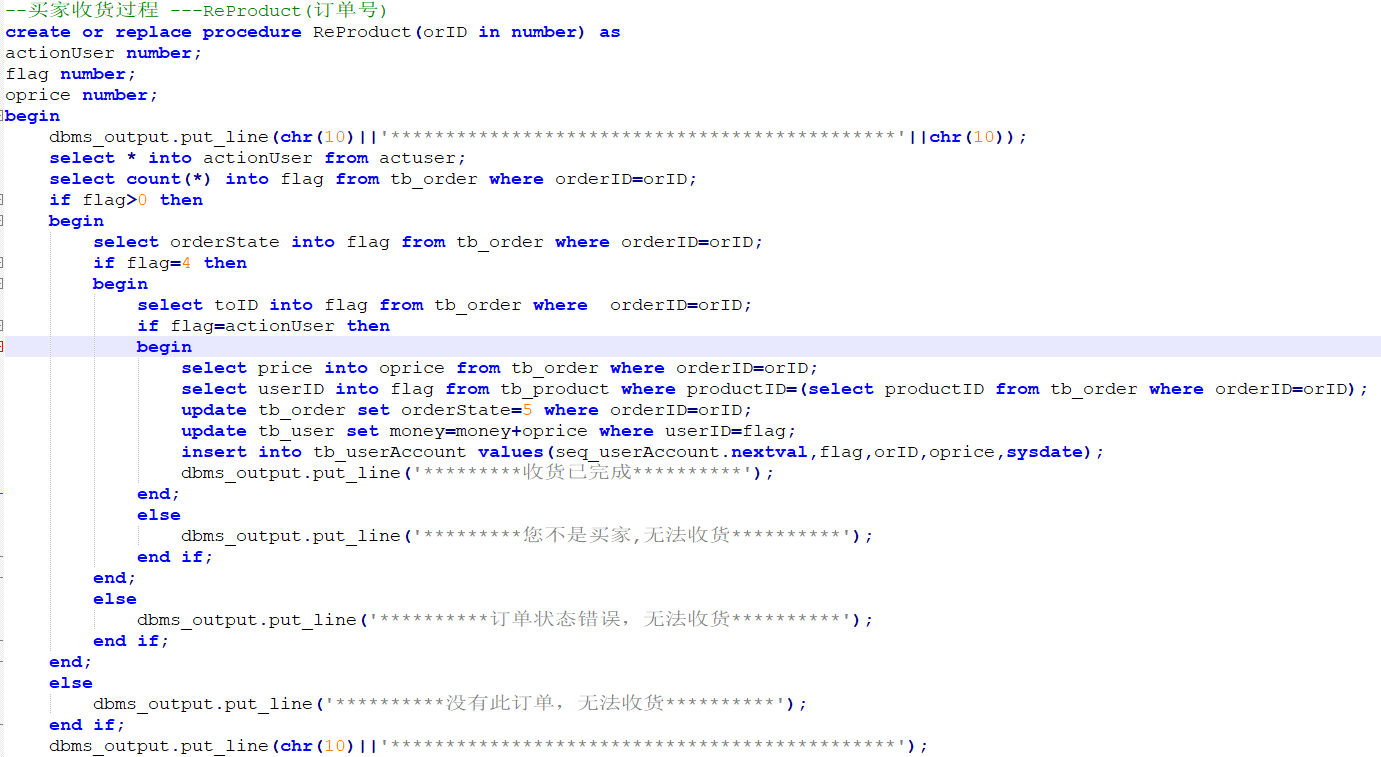 --买家收货过程 ---ReProduct(订单号)
create or replace procedure ReProduct(orID in number) as
actionUser number;
flag number;
oprice number;
begin
    dbms_output.put_line(chr(10)||'**********************************************'||chr(10));
    select * into actionUser from actuser;
    select count(*) into flag from tb_order where orderID=orID;
    if flag>0 then
    begin
        select orderState into flag from tb_order where orderID=orID;
        if flag=4 then
        begin
            select toID into flag from tb_order where  orderID=orID;
            if flag=actionUser then
            begin
                select price into oprice from tb_order where orderID=orID;
                select userID into flag from tb_product where productID=(select productID from tb_order where orderID=orID);
                update tb_order set orderState=5 where orderID=orID;
                update tb_user set money=money+oprice where userID=flag;
                insert into tb_userAccount values(seq_userAccount.nextval,flag,orID,oprice,sysdate);
                dbms_output.put_line('*********收货已完成**********');
            end;
            else
                dbms_output.put_line('*********您不是买家,无法收货**********');
            end if;
        end;
        else
            dbms_output.put_line('**********订单状态错误，无法收货**********');
        end if;
    end;
    else
        dbms_output.put_line('**********没有此订单，无法收货**********');
    end if;
    dbms_output.put_line(chr(10)||'**********************************************');